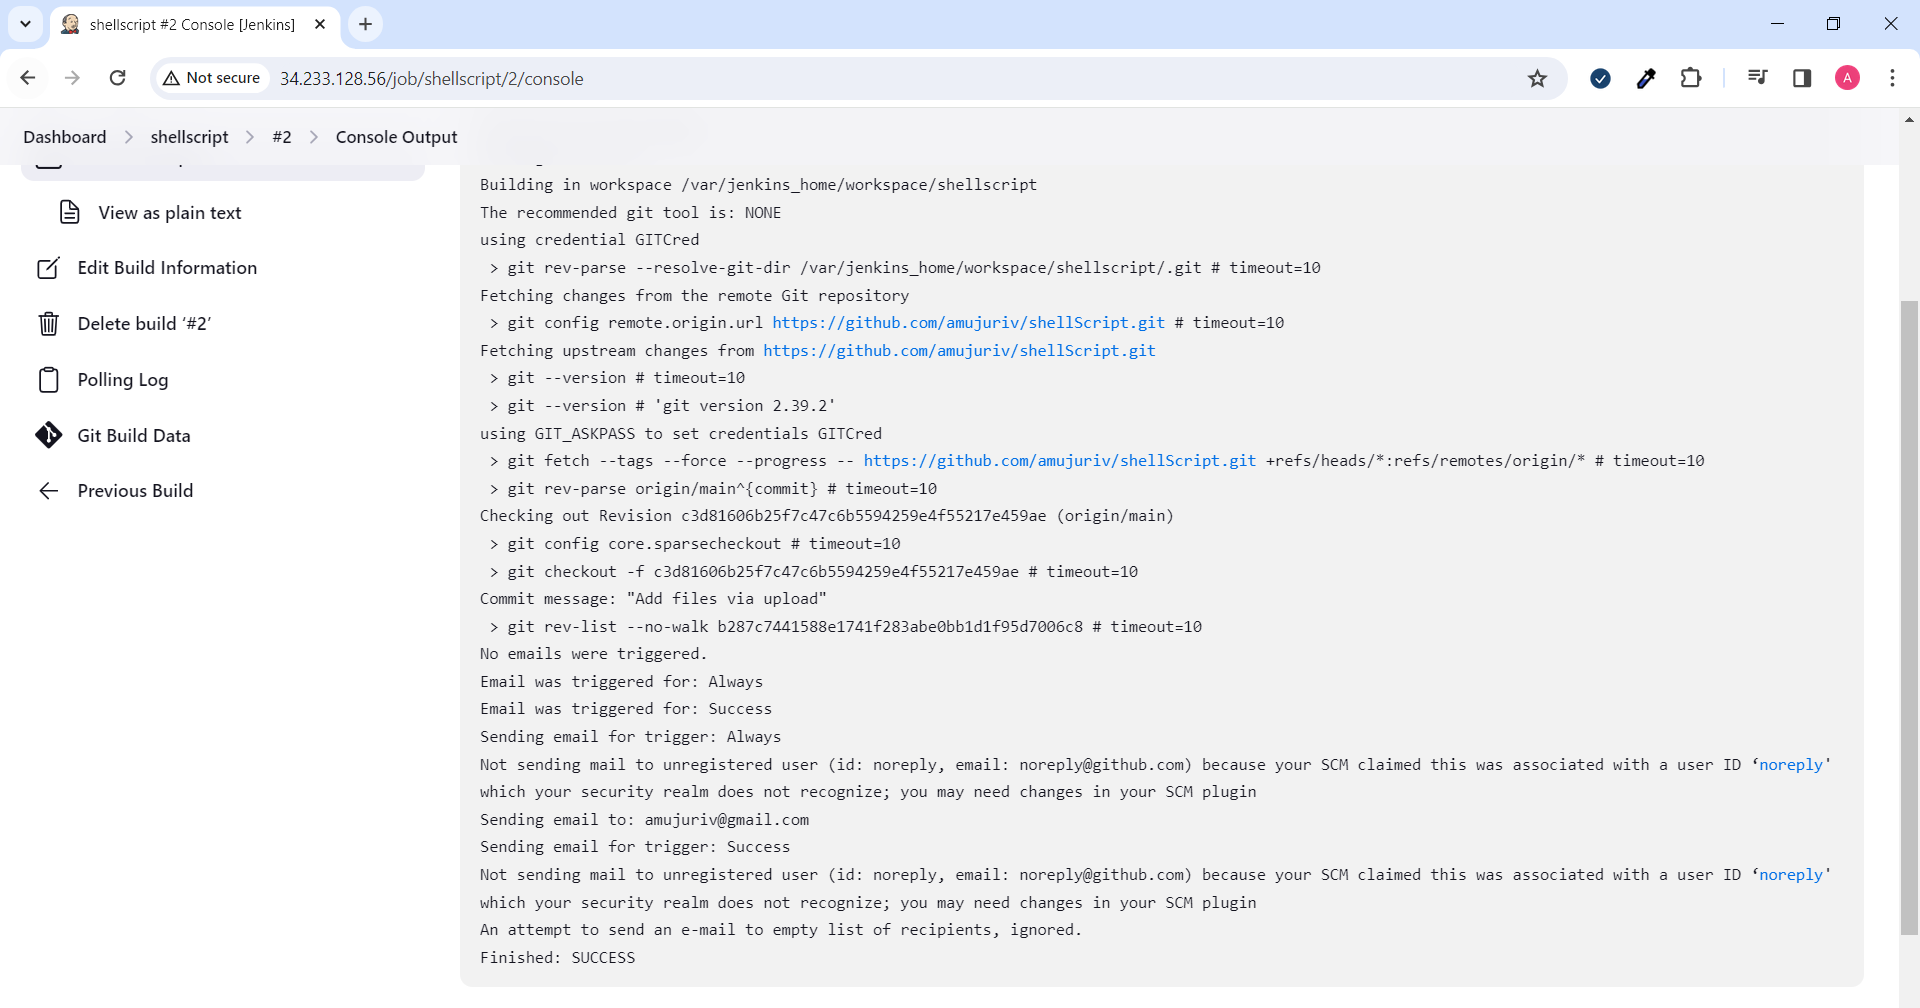 shellscript #2 Console [Jenkins]
Not secure
34.233.128.56/job/shellscript/2/console
A
Dashboard
shellscript
#2
Console Output
View as plain text
Edit Build Information
Delete build ‘#2’
Polling Log
Git Build Data
Previous Build
Building in workspace /var/jenkins_home/workspace/shellscript
The recommended git tool is: NONE
using credential GITCred
> git rev-parse --resolve-git-dir /var/jenkins_home/workspace/shellscript/.git # timeout=10
Fetching changes from the remote Git repository
> git config remote.origin.url https://github.com/amujuriv/shellScript.git # timeout=10
Fetching upstream changes from https://github.com/amujuriv/shellScript.git
> git --version # timeout=10
> git --version # 'git version 2.39.2'
using GIT_ASKPASS to set credentials GITCred
> git fetch --tags --force --progress -- https://github.com/amujuriv/shellScript.git +refs/heads/*:refs/remotes/origin/* # timeout=10
> git rev-parse origin/main^{commit} # timeout=10
Checking out Revision c3d81606b25f7c47c6b5594259e4f55217e459ae (origin/main)
> git config core.sparsecheckout # timeout=10
> git checkout -f c3d81606b25f7c47c6b5594259e4f55217e459ae # timeout=10
Commit message: "Add files via upload"
> git rev-list --no-walk b287c7441588e1741f283abe0bb1d1f95d7006c8 # timeout=10
No emails were triggered.
Email was triggered for: Always
Email was triggered for: Success
Sending email for trigger: Always
Not sending mail to unregistered user (id: noreply, email: noreply@github.com) because your SCM claimed this was associated with a user ID ‘noreply'
which your security realm does not recognize; you may need changes in your SCM plugin
Sending email to: amujuriv@gmail.com
Sending email for trigger: Success
Not sending mail to unregistered user (id: noreply, email: noreply@github.com) because your SCM claimed this was associated with a user ID ‘noreply'
which your security realm does not recognize; you may need changes in your SCM plugin
An attempt to send an e-mail to empty list of recipients, ignored.
Finished: SUCCESS